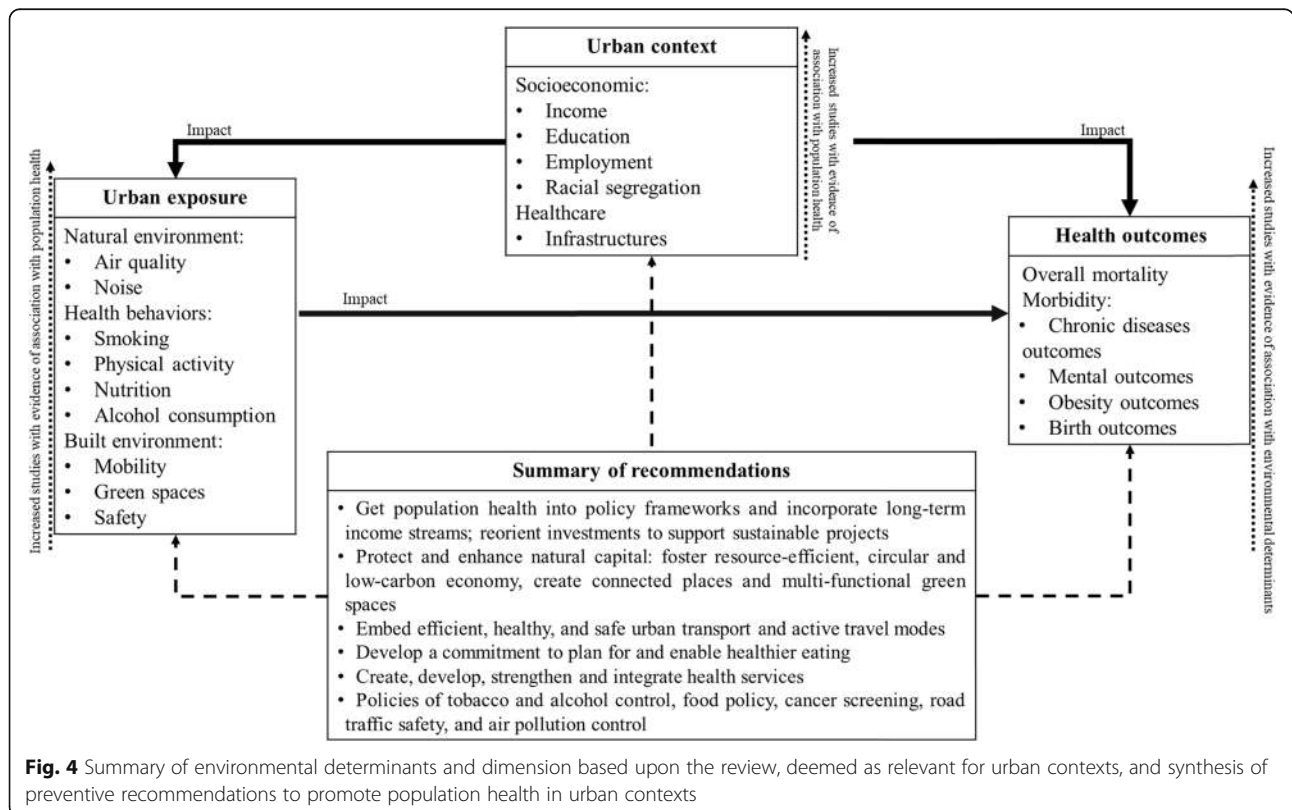 Urban context
Socioeconomic:
• Income
• Education
• Employment
• Racial segregation
Healthcare
• Infrastructures
Increased studies with evidence of
association with population health
Impact
Impact
Increased studies with evidence of association with population health
Urban exposure
Natural environment:
• Air quality
• Noise
Health behaviors:
• Smoking
• Physical activity
• Nutrition
• Alcohol consumption
Built environment:
• Mobility
• Green spaces
• Safety
Impact
Health outcomes
Overall mortality
Morbidity:
• Chronic diseases
outcomes
• Mental outcomes
• Obesity outcomes
• Birth outcomes
Increased studies with evidence of association with environmental determinants
Summary of recommendations
• Get population health into policy frameworks and incorporate long-term
income streams; reorient investments to support sustainable projects
• Protect and enhance natural capital: foster resource-efficient, circular and
low-carbon economy, create connected places and multi-functional green
spaces
• Embed efficient, healthy, and safe urban transport and active travel modes
• Develop a commitment to plan for and enable healthier eating
• Create, develop, strengthen and integrate health services
• Policies of tobacco and alcohol control, food policy, cancer screening, road
traffic safety, and air pollution control
Fig. 4 Summary of environmental determinants and dimension based upon the review, deemed as relevant for urban contexts, and synthesis of
preventive recommendations to promote population health in urban contexts